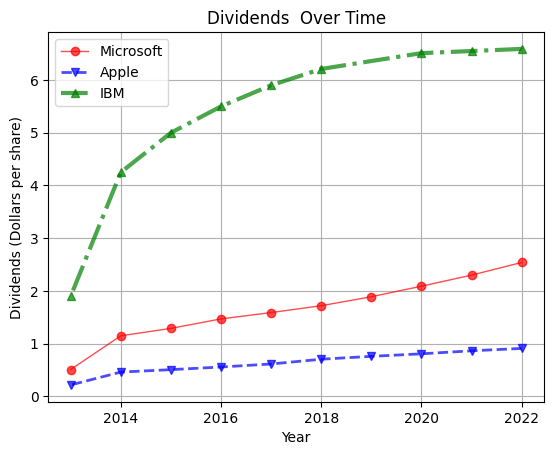 Dividends  Over Time
Microsoft
Apple
IBM
Dividends (Dollars per share)
6
5
4
3
2
1
0
2014
2016
2018
2020
2022
Year